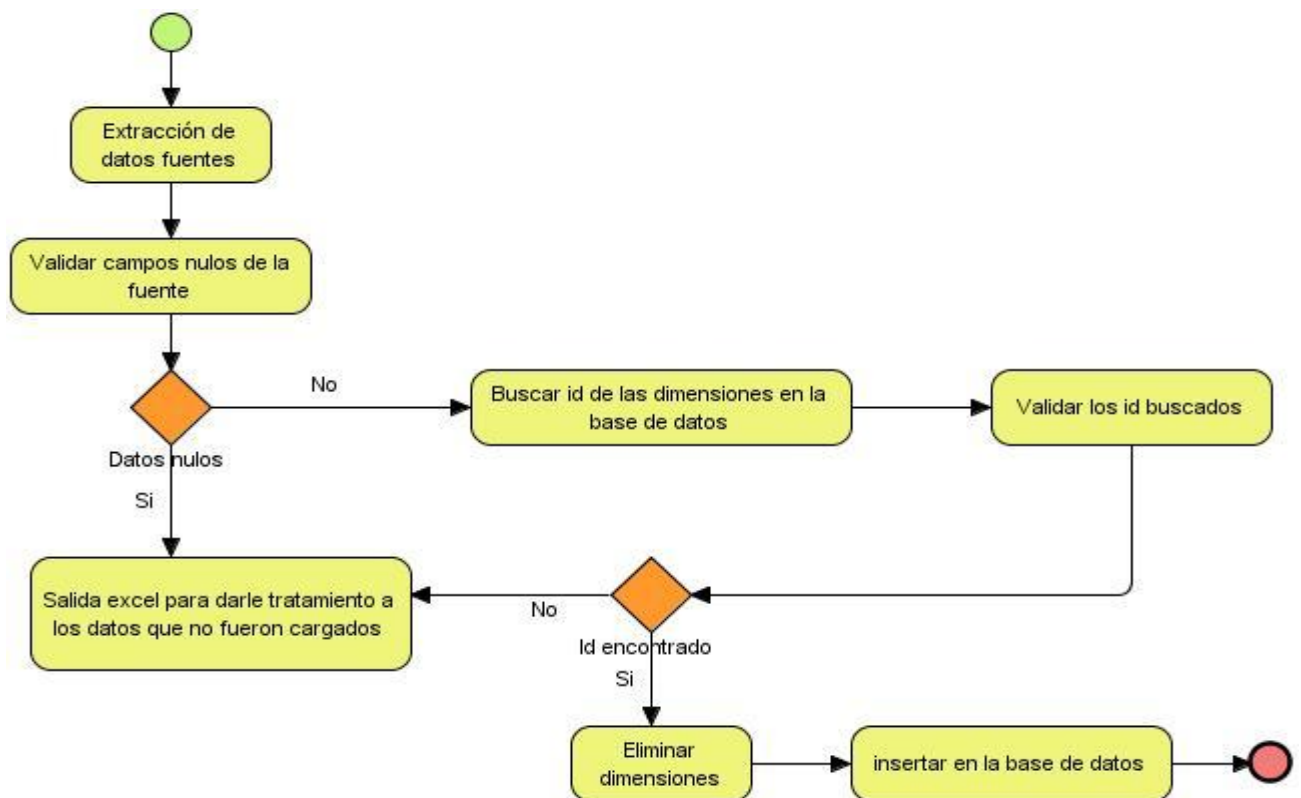 Extracción de
datos fuentes
Validar campos nulos de la
fuente
No
Buscar id de las dimensiones en la
base de datos
Validar los id buscados
Datos nulos
Si
Salida excel para darle tratamiento a
los datos que no fueron cargados
No
Id encontrado
Si
Eliminar
dimensiones
insertar en la base de datos